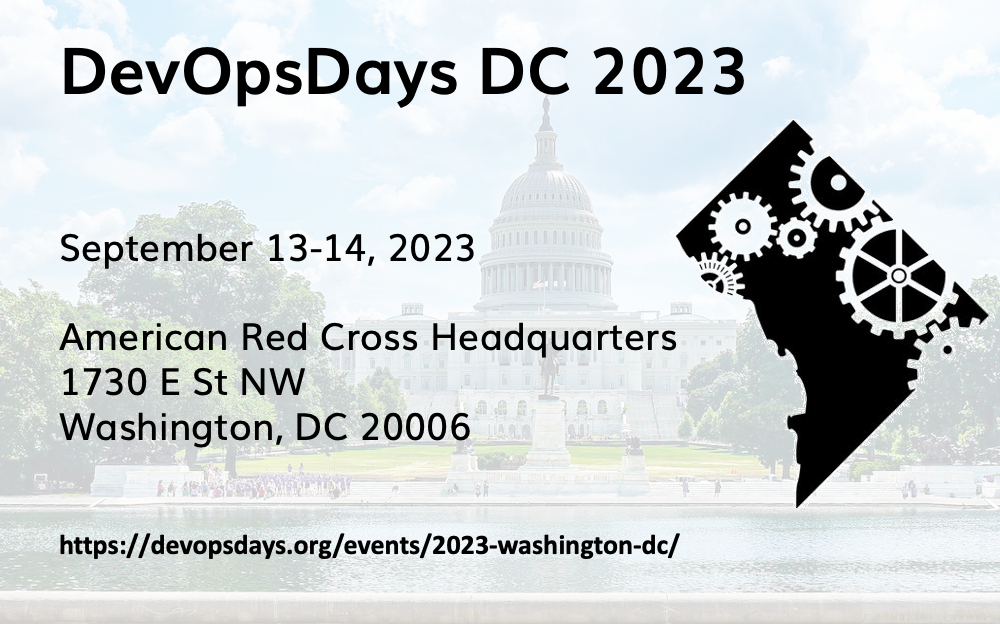 DevOpsDays DC 2023
September 13-14, 2023
American Red Cross Headquarters
1730 E St NW
Washington, DC 20006
https://devopsdays.org/events/2023-washington-dc/